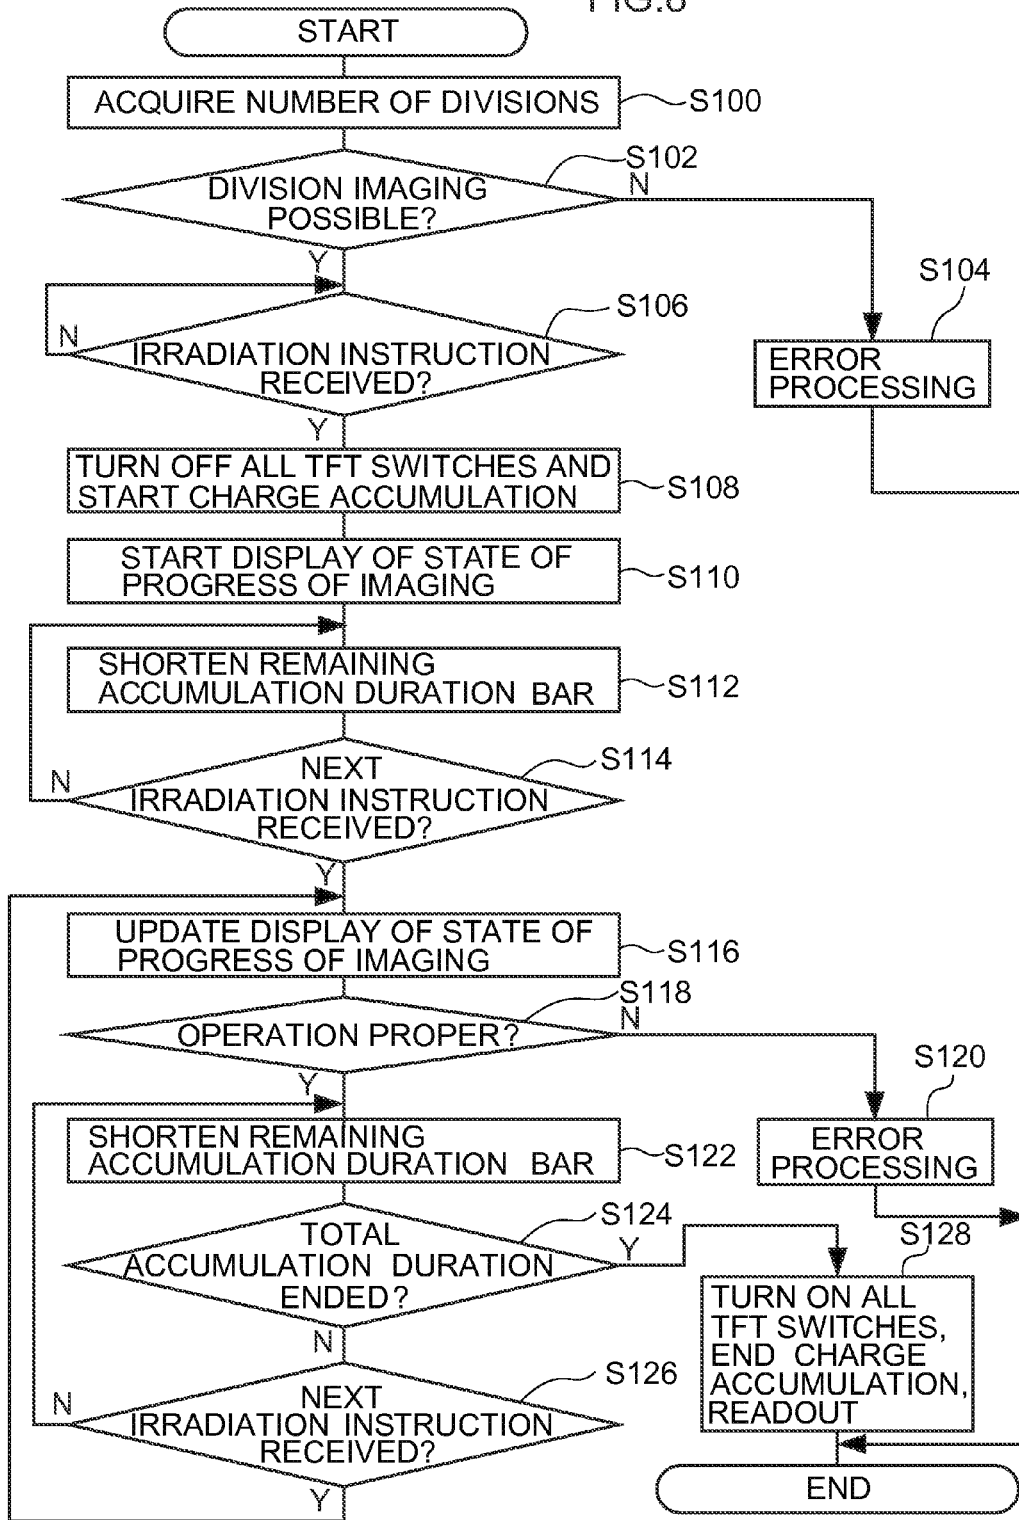 START
ACQUIRE NUMBER OF DIVISIONS
S100
DIVISION IMAGING
POSSIBLE?
S102
N
Y
S104
ERROR
PROCESSING
N
IRRADIATION INSTRUCTION
RECEIVED?
S106
Y
TURN OFF ALL TFT SWITCHES AND
START CHARGE ACCUMULATION
S108
START DISPLAY OF STATE OF
PROGRESS OF IMAGING
S110
SHORTEN REMAINING
ACCUMULATION DURATION BAR
S112
N
NEXT
IRRADIATION INSTRUCTION
RECEIVED?
S114
Y
UPDATE DISPLAY OF STATE OF
PROGRESS OF IMAGING
S116
OPERATION PROPER?
S118
N
Y
S120
ERROR
PROCESSING
SHORTEN REMAINING
ACCUMULATION DURATION BAR
S122
TOTAL
ACCUMULATION DURATION
ENDED?
S124
Y
N
S128
TURN ON ALL
TFT SWITCHES,
END CHARGE
ACCUMULATION,
READOUT
N
NEXT
IRRADIATION INSTRUCTION
RECEIVED?
S126
Y
END